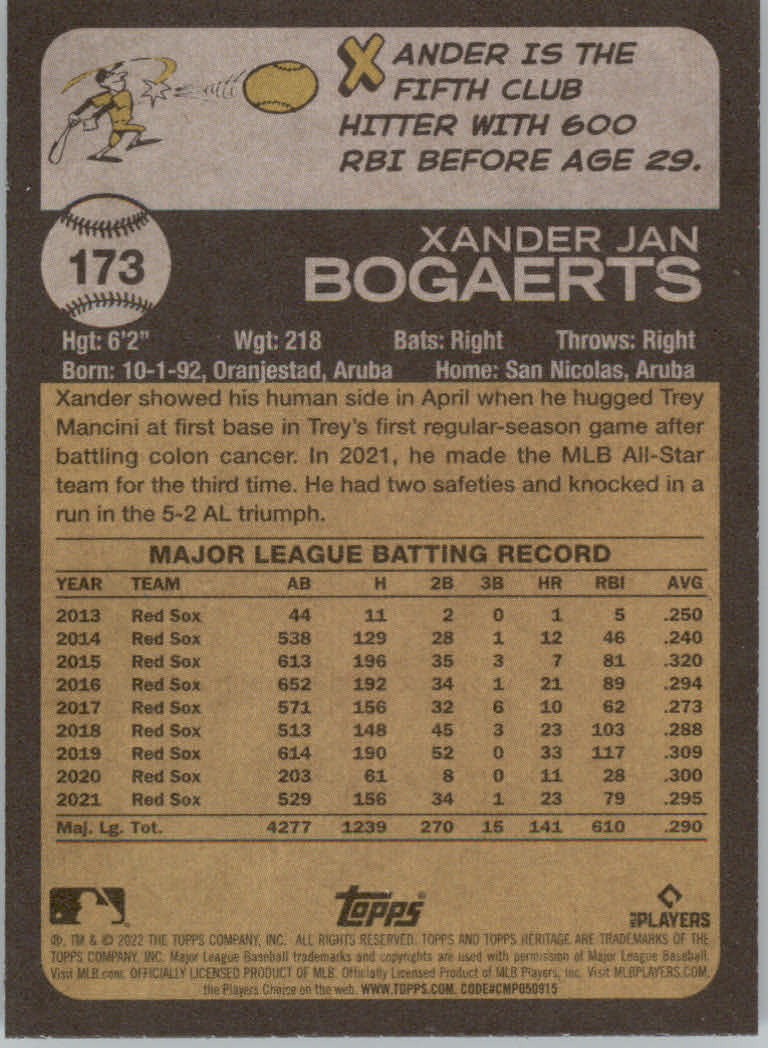 XANDER IS THE
FIFTH CLUB
HITTER WITH 600
RBI BEFORE AGE 29.
173
XANDER JAN
BOGAERTS
Hgt: 6'2" Wgt: 218 Bats: Right Throws: Right
Born: 10-1-92, Oranjestad, Aruba Home: San Nicolas, Aruba
Xander showed his human side in April when he hugged Trey
Mancini at first base in Trey's first regular-season game after
battling colon cancer. In 2021, he made the MLB All-Star
team for the third time. He had two safeties and knocked in a
run in the 5-2 AL triumph.
MAJOR LEAGUE BATTING RECORD
YEAR TEAM AB H 2B 3B HR RBI AVG
2013 Red Sox 44 11 2 0 1 5 .250
2014 Red Sox 538 129 28 1 12 46 .240
2015 Red Sox 613 196 35 3 7 81 .320
2016 Red Sox 652 192 34 1 21 89 .294
2017 Red Sox 571 156 32 6 10 62 .273
2018 Red Sox 513 148 45 3 23 103 .288
2019 Red Sox 614 190 52 0 33 117 .309
2020 Red Sox 203 61 8 0 11 28 .300
2021 Red Sox 529 156 34 1 23 79 .295
Maj. Lg. Tot. 4277 1239 270 15 141 610 .290
topps® MLB PLAYERS
®, TM & © 2022 THE TOPPS COMPANY, INC. ALL RIGHTS RESERVED. TOPPS AND TOPPS HERITAGE ARE TRADEMARKS OF THE
TOPPS COMPANY, INC. Major League Baseball trademarks and copyrights are used with permission of Major League Baseball.
Visit MLB.com. OFFICIALLY LICENSED PRODUCT OF MLB. Officially Licensed Product of MLB Players, Inc. Visit MLBPLAYERS.COM,
the Players Choice on the web. WWW.TOPPS.COM. CODE#CMP050915